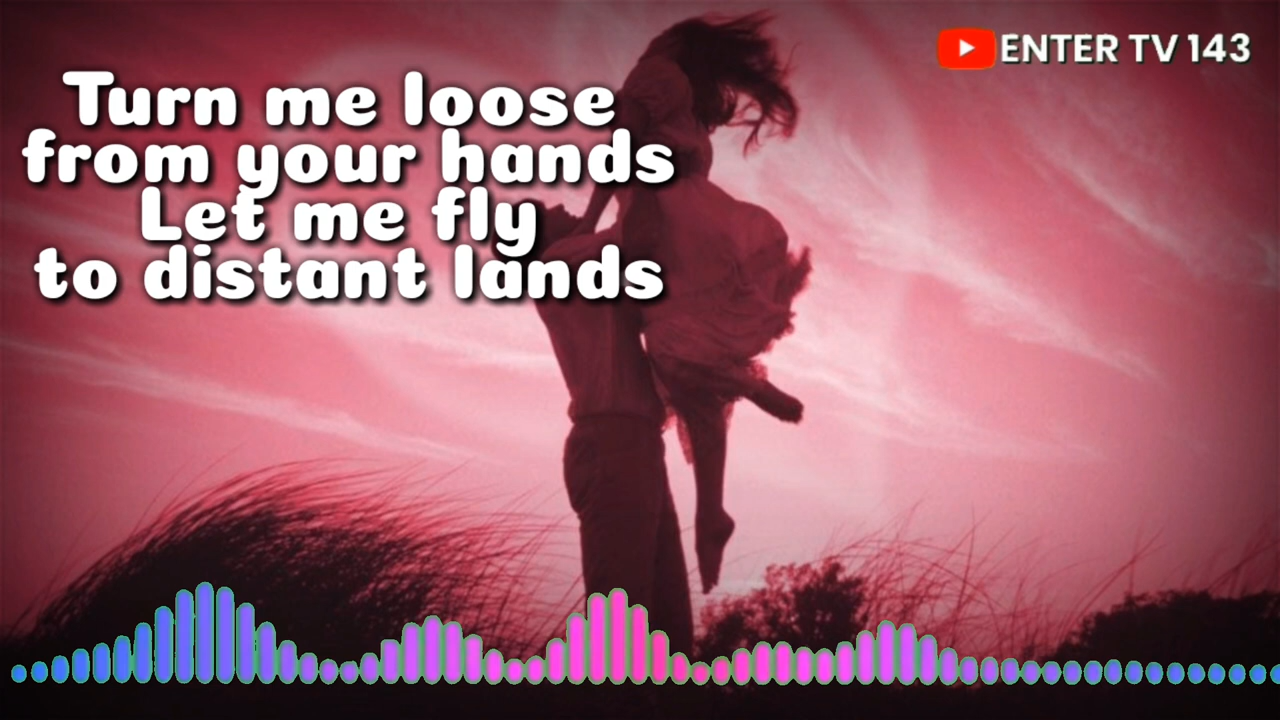 ENTER TV 143
Turn me loose
from your hands
Let me fly
to distant lands